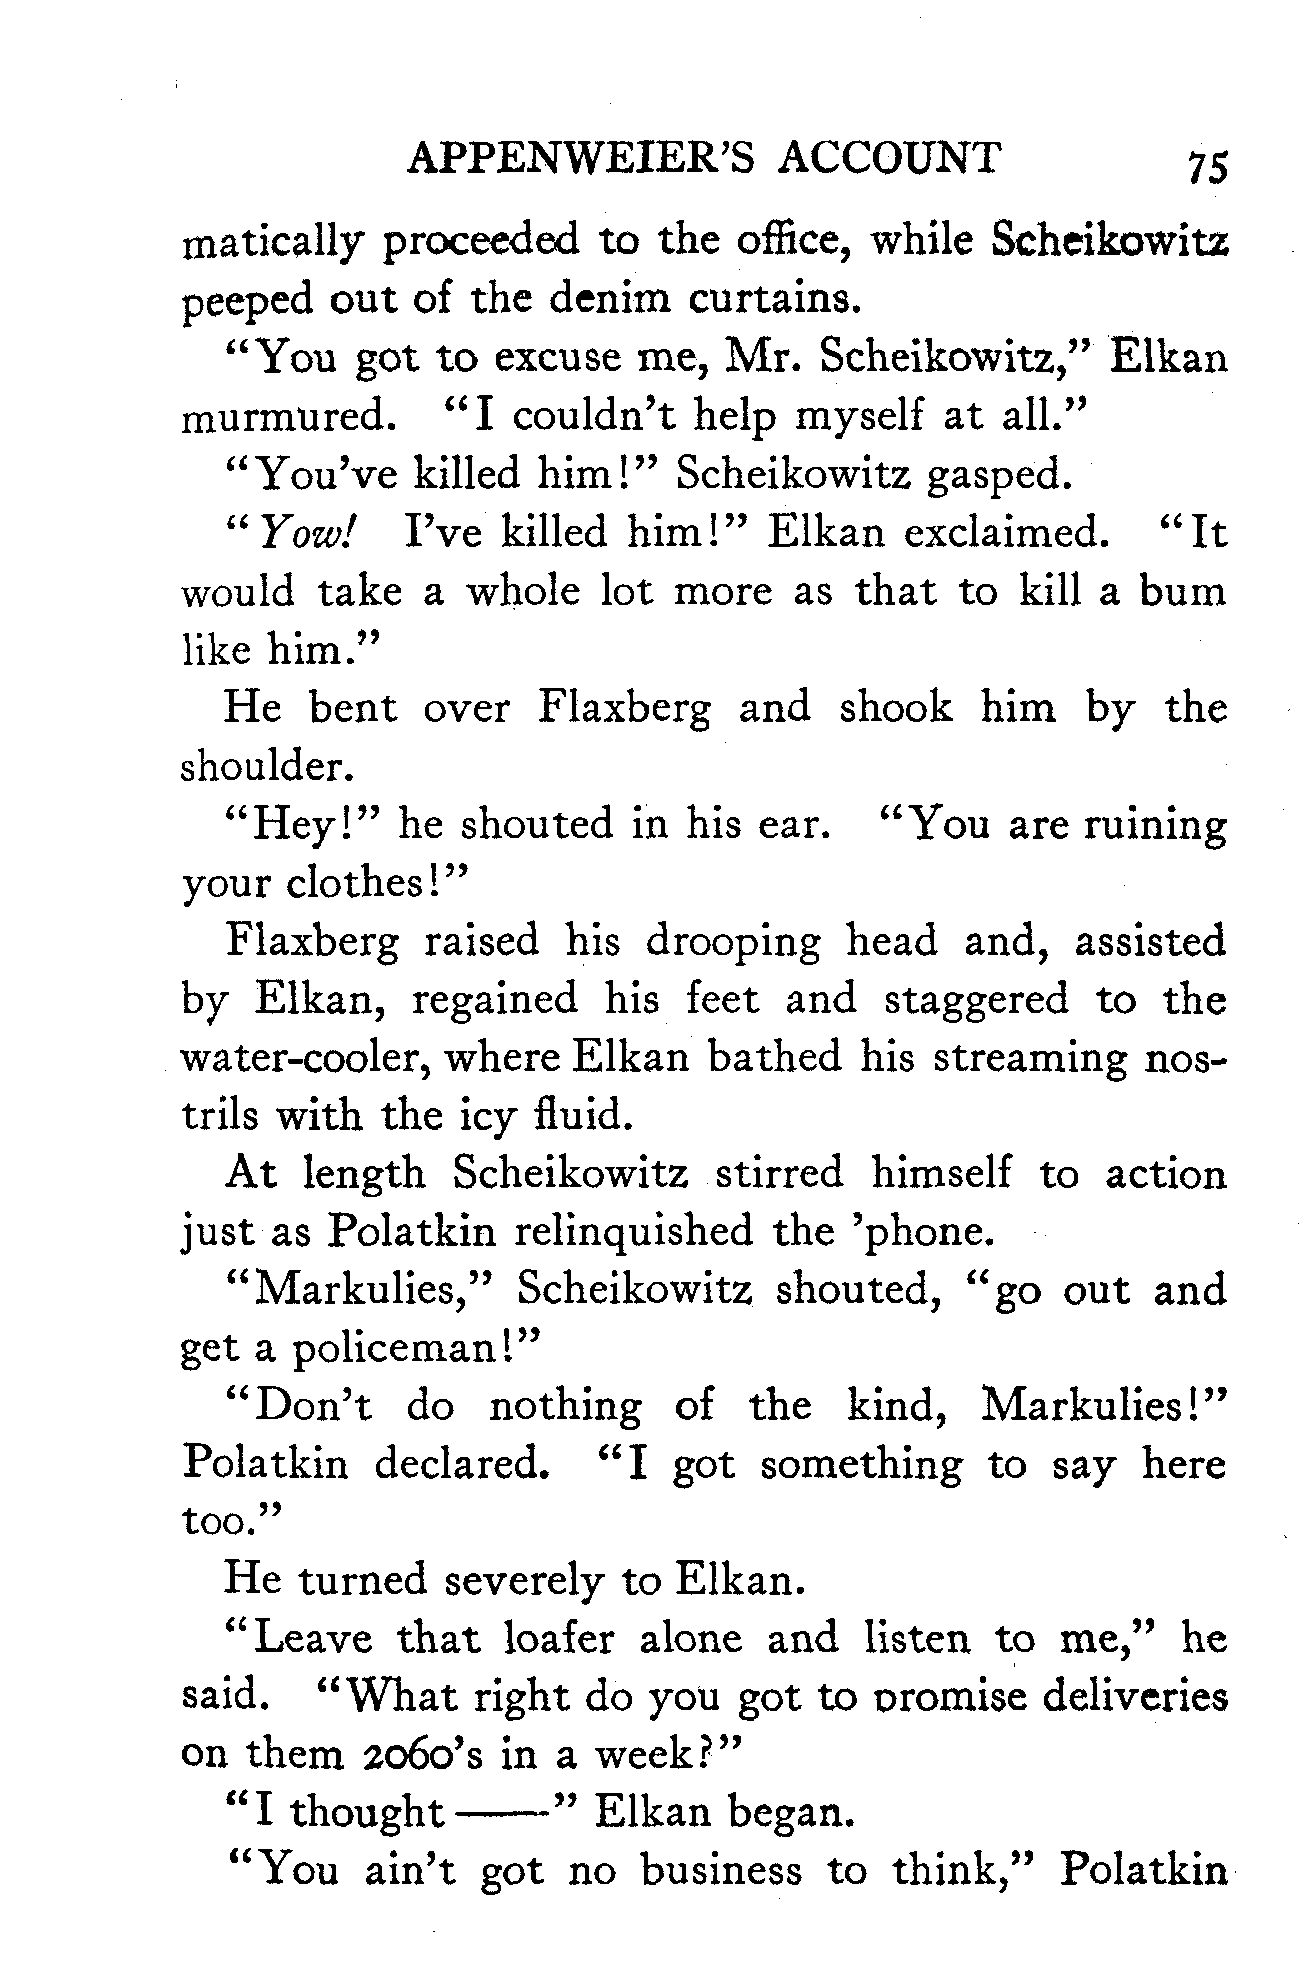 APPENWEIER'S ACCOUNT 75
matically proceeded to the office, while Scheikowitz
peeped out of the denim curtains.
"You got to excuse me, Mr. Scheikowitz," Elkan
murmured. "I couldn't help myself at all."
"You've killed him!" Scheikowitz gasped.
"Yow! I've killed him!" Elkan exclaimed. "It
would take a whole lot more as that to kill a bum
like him."
He bent over Flaxberg and shook him by the
shoulder.
"Hey!" he shouted in his ear. "You are ruining
your clothes!"
Flaxberg raised his drooping head and, assisted
by Elkan, regained his feet and staggered to the
water-cooler, where Elkan bathed his streaming nos-
trils with the icy fluid.
At length Scheikowitz stirred himself to action
just as Polatkin relinquished the 'phone.
"Markulies," Scheikowitz shouted, "go out and
get a policeman!"
"Don't do nothing of the kind, Markulies!"
Polatkin declared. "I got something to say here
too."
He turned severely to Elkan.
"Leave that loafer alone and listen to me," he
said. "What right do you got to promise deliveries
on them 2060's in a week?"
"I thought ——" Elkan began.
"You ain't got no business to think," Polatkin